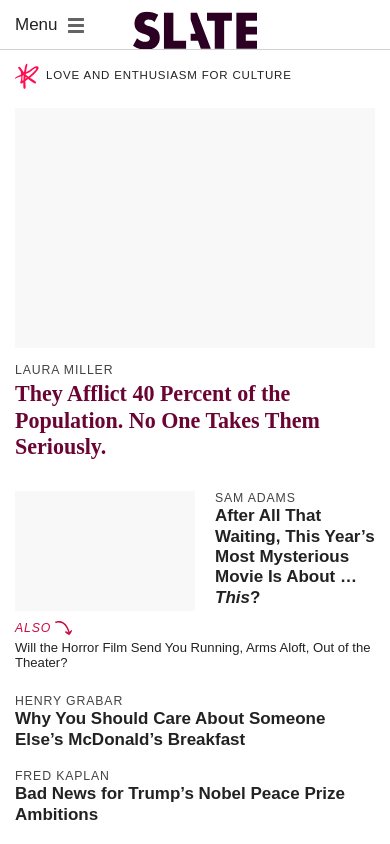 Menu
SLATE
LOVE AND ENTHUSIASM FOR CULTURE
LAURA MILLER
They Afflict 40 Percent of the
Population. No One Takes Them
Seriously.
SAM ADAMS
After All That
Waiting, This Year’s
Most Mysterious
Movie Is About …
This?
ALSO
Will the Horror Film Send You Running, Arms Aloft, Out of the
Theater?
HENRY GRABAR
Why You Should Care About Someone
Else’s McDonald’s Breakfast
FRED KAPLAN
Bad News for Trump’s Nobel Peace Prize
Ambitions